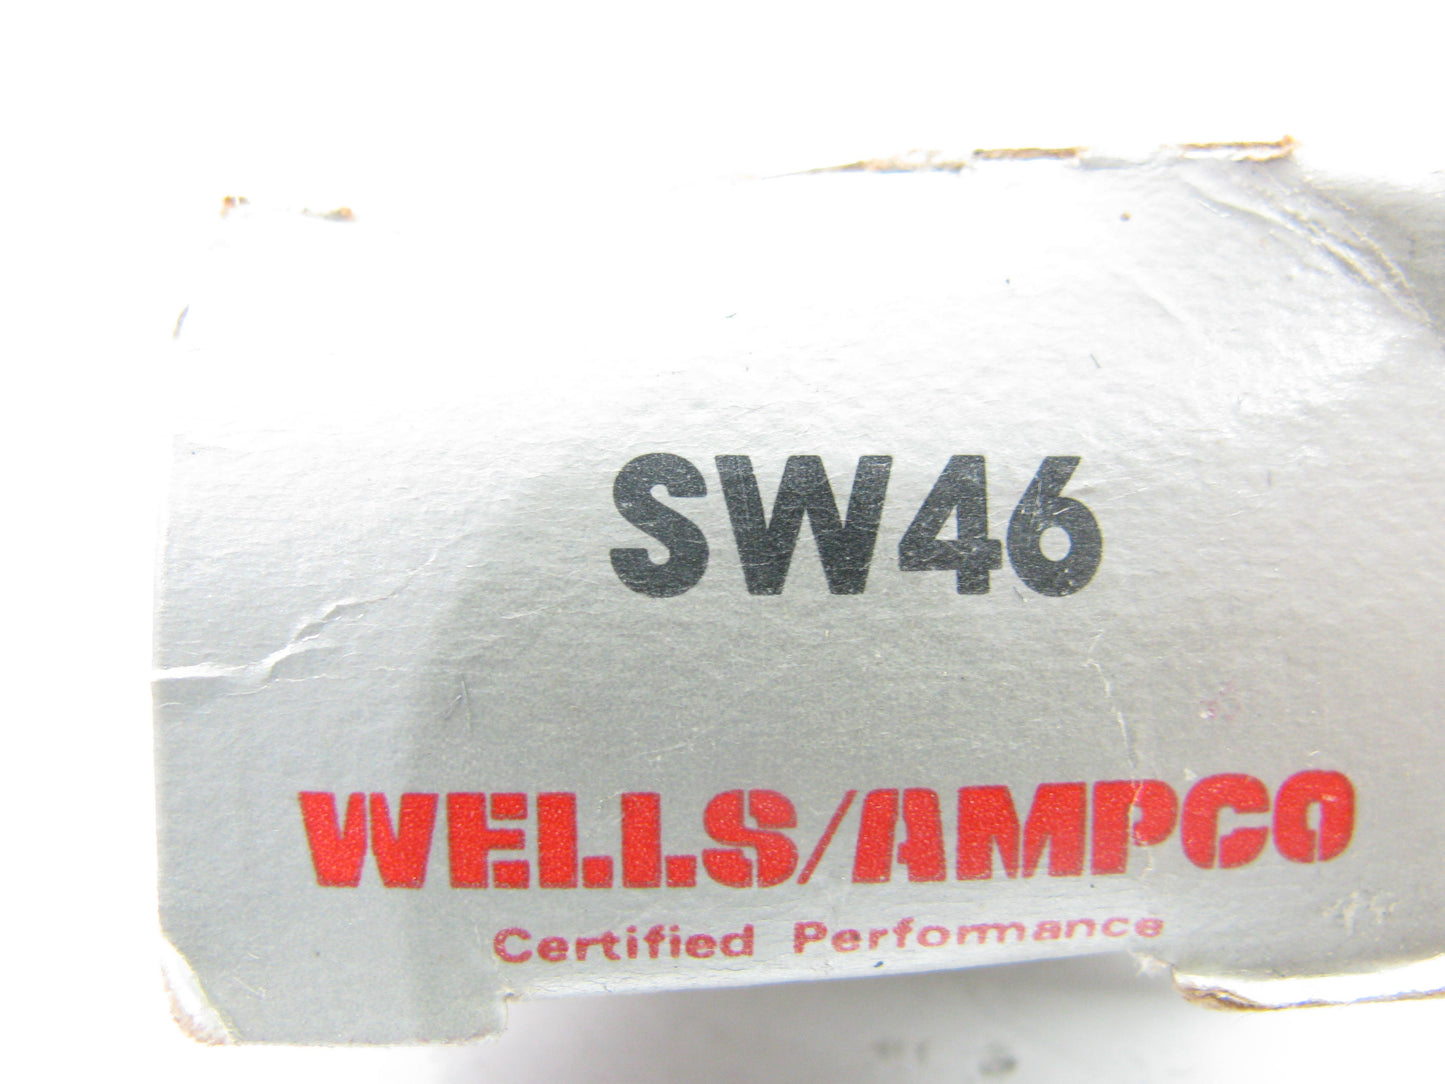 SW46
WELLS/AMPCO
Certified Performance